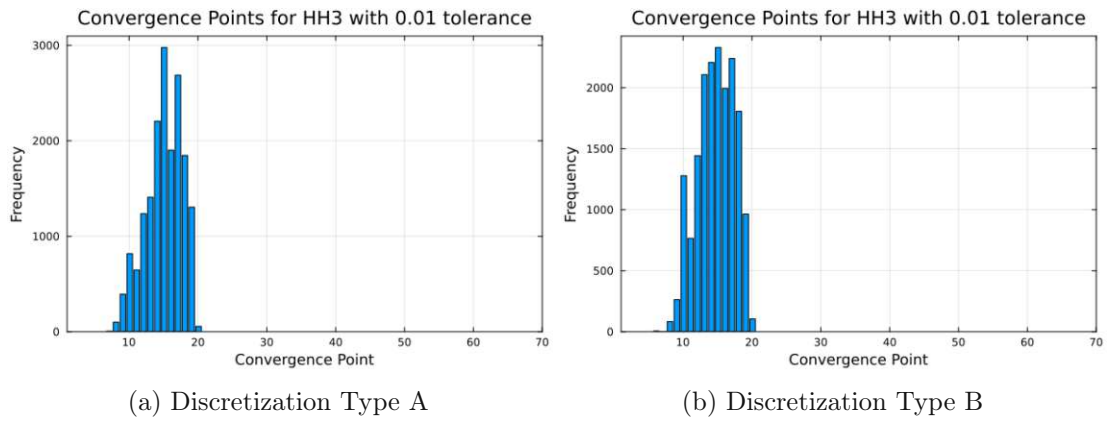 Convergence Points for HH3 with 0.01 tolerance
3000
2000
1000
0
Frequency
10 20 30 40 50 60 70
Convergence Point
(a) Discretization Type A
Convergence Points for HH3 with 0.01 tolerance
2000
1500
1000
500
0
Frequency
10 20 30 40 50 60 70
Convergence Point
(b) Discretization Type B